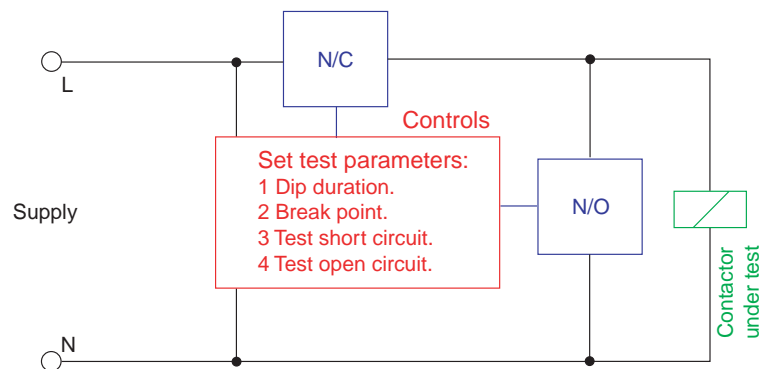 N/C
L
Controls
Set test parameters:
1 Dip duration.
2 Break point.
3 Test short circuit.
4 Test open circuit.
N/O
Supply
Contactor
under test
N